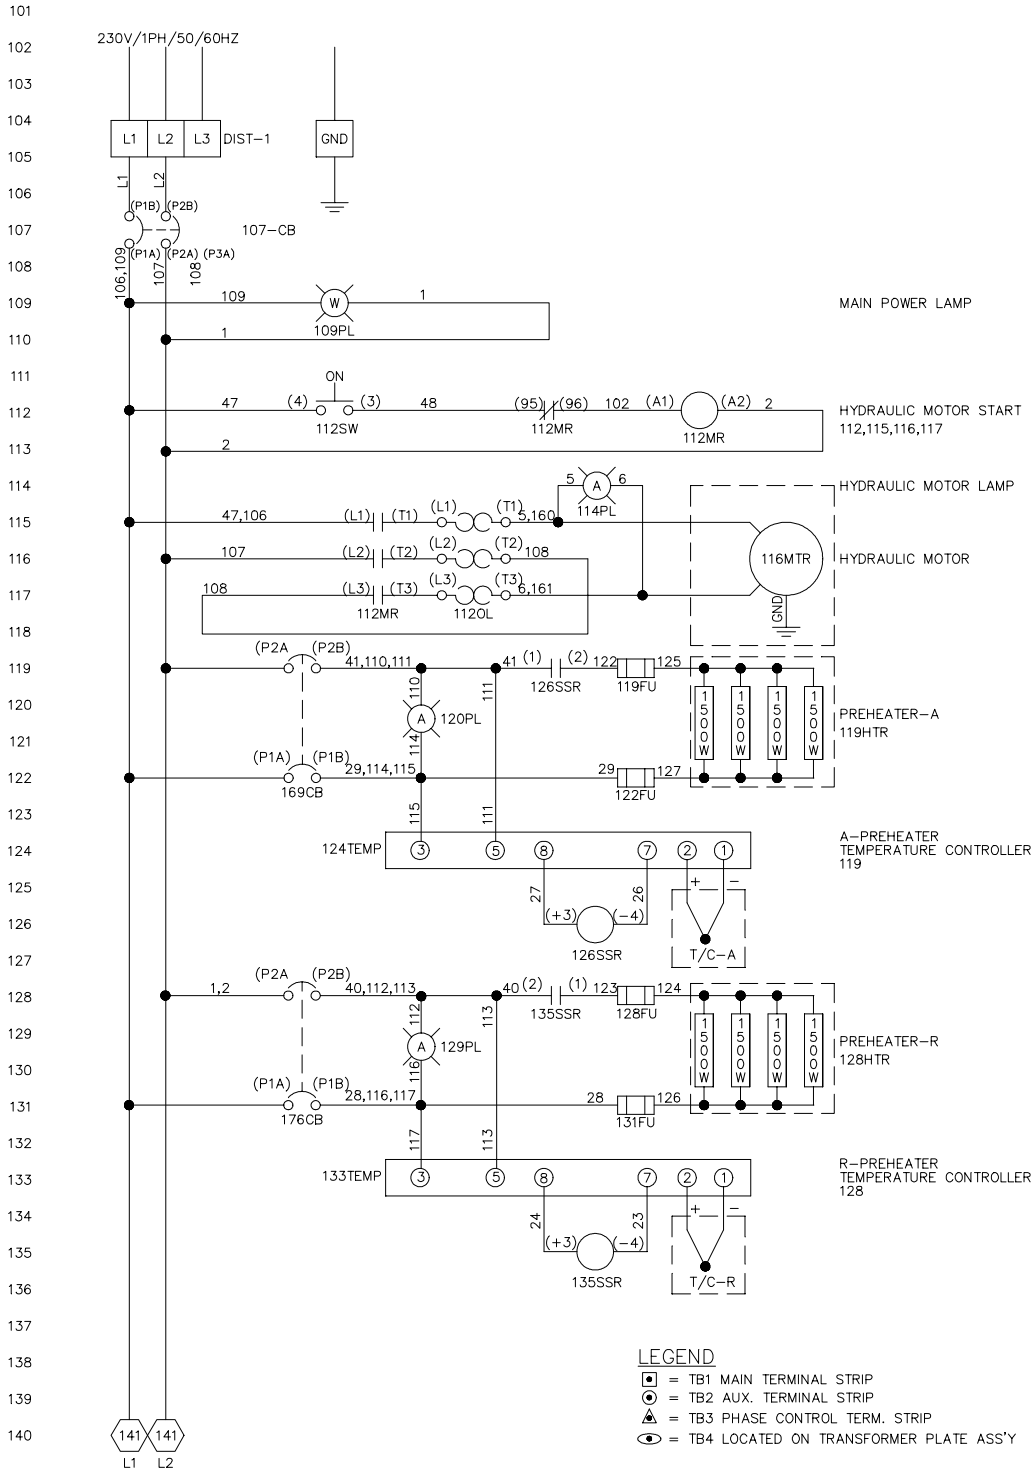 101
102
230V/1PH/50/60HZ
103
104
L1 L2 L3 DIST-1 GND
105
L1 L2
106
(P1B) (P2B)
107
107-CB
(P1A) (P2A) (P3A)
106,109 107 108
108
109 109 W 1 MAIN POWER LAMP
109PL
110 1
111 ON
112 47 (4) (3) 48 (95) (96) 102 (A1) (A2) 2 HYDRAULIC MOTOR START
112SW 112MR 112MR 112,115,116,117
113 2
114 5 A 6 HYDRAULIC MOTOR LAMP
114PL
115 47,106 (L1) (T1) (L1) (T1) 5,160
116 107 (L2) (T2) (L2) (T2) 108 116MTR HYDRAULIC MOTOR
117 108 (L3) (T3) (L3) (T3) 6,161 GND
112MR 112OL
118
(P2A (P2B)
119 41,110,111 41 (1) (2) 122 125
126SSR 119FU
120 110 111
A 120PL 1500W 1500W 1500W 1500W PREHEATER-A
119HTR
121 114
(P1A) (P1B)
122 29,114,115 29 127
169CB 122FU
123 115 111
A-PREHEATER
124 124TEMP 3 5 8 7 2 1 TEMPERATURE CONTROLLER
119
125 27 26 + -
126 (+3) (-4)
126SSR T/C-A
127
(P2A (P2B)
128 1,2 40,112,113 40 (2) (1) 123 124
135SSR 128FU
129 112 113
A 129PL 1500W 1500W 1500W 1500W PREHEATER-R
128HTR
130 116
(P1A) (P1B)
131 28,116,117 28 126
176CB 131FU
132 117 113
R-PREHEATER
133 133TEMP 3 5 8 7 2 1 TEMPERATURE CONTROLLER
128
134 24 23 + -
135 (+3) (-4)
135SSR T/C-R
136
137
138
LEGEND
= TB1 MAIN TERMINAL STRIP
139
= TB2 AUX. TERMINAL STRIP
= TB3 PHASE CONTROL TERM. STRIP
140 141 141
= TB4 LOCATED ON TRANSFORMER PLATE ASS'Y
L1 L2